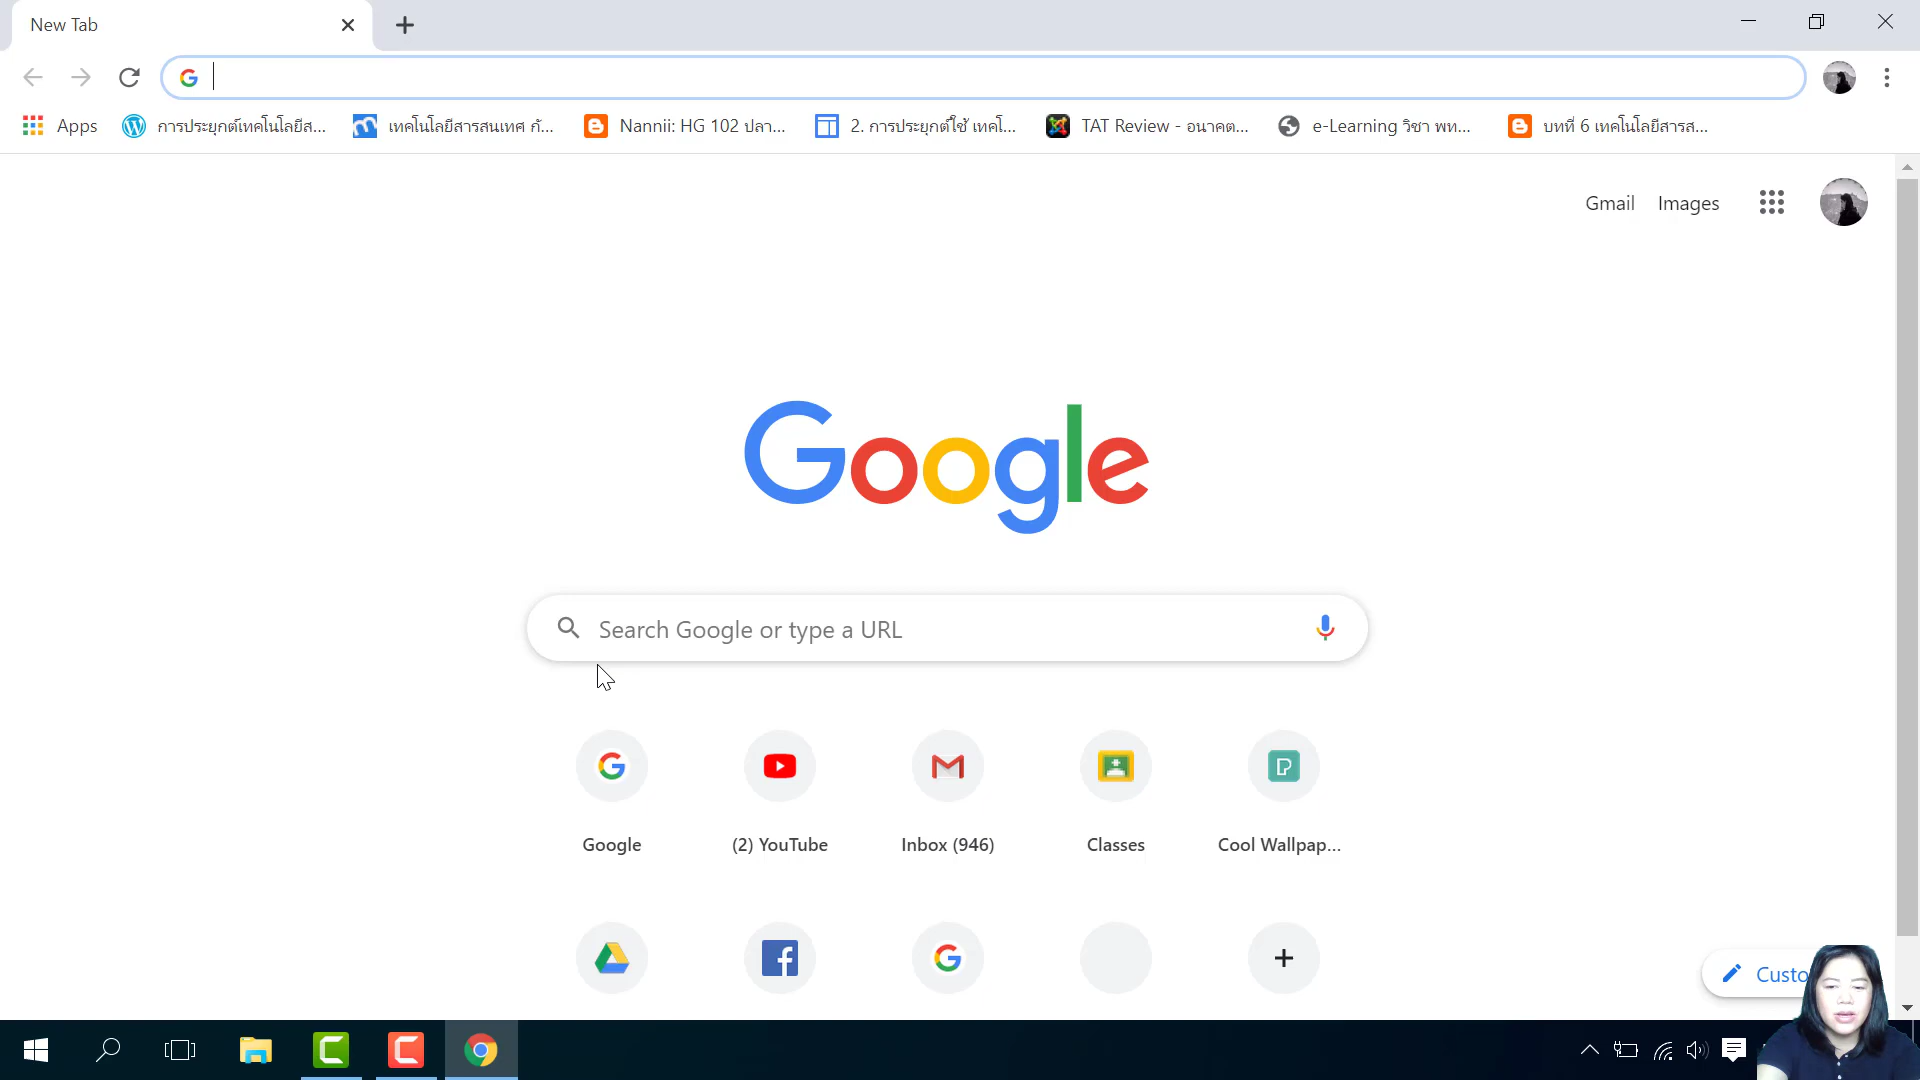 New Tab
Apps
การประยุกต์เทคโนโลยีส...
เทคโนโลยีสารสนเทศ กั...
Nannii: HG 102 ปลา...
2. การประยุกต์ใช้ เทคโ...
TAT Review - อนาคต...
e-Learning วิชา พท...
บทที่ 6 เทคโนโลยีสารส...
Gmail
Images
Google
Search Google or type a URL
Google
(2) YouTube
Inbox (946)
Classes
Cool Wallpap...
Custo